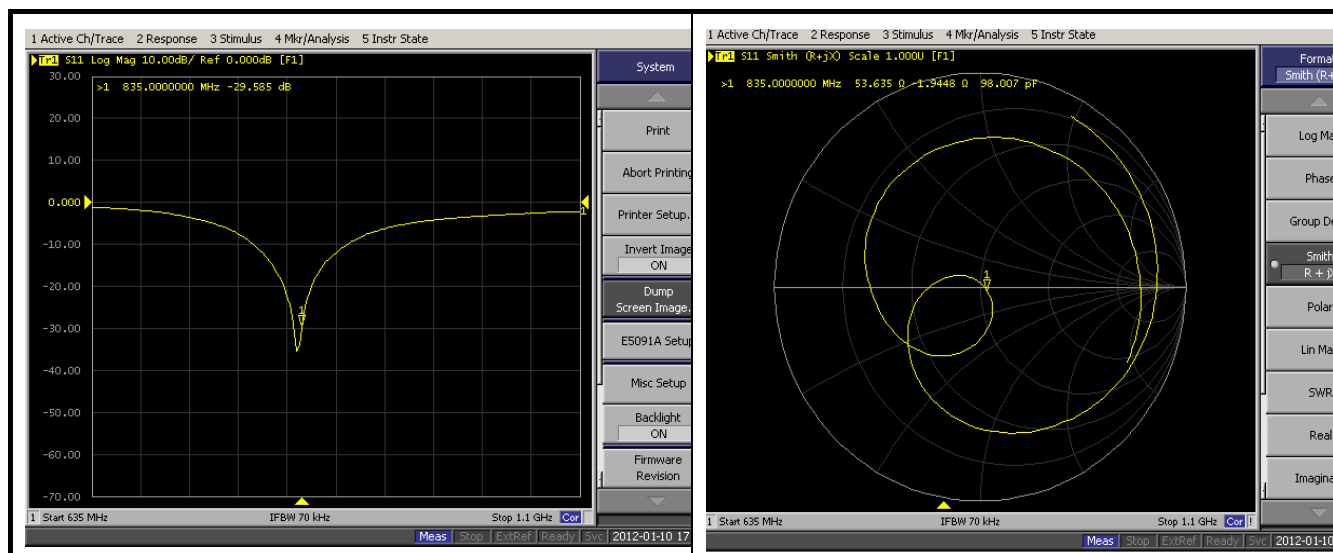 1 Active Ch/Trace 2 Response 3 Stimulus 4 Mkr/Analysis 5 Instr State
Tr1 S11 Log Mag 10.00dB/ Ref 0.000dB [F1]
>1 835.0000000 MHz -29.585 dB
30.00
20.00
10.00
0.000
-10.00
-20.00
-30.00
-40.00
-50.00
-60.00
-70.00
1
1
System
Print
Abort Printing
Printer Setup.
Invert Image
ON
Dump
Screen Image.
E5091A Setup
Misc Setup
Backlight
ON
Firmware
Revision
1 Start 635 MHz IFBW 70 kHz Stop 1.1 GHz Cor
Meas Stop ExtRef Ready Svc 2012-01-10 17
1 Active Ch/Trace 2 Response 3 Stimulus 4 Mkr/Analysis 5 Instr State
Tr1 S11 Smith (R+jX) Scale 1.000U [F1]
>1 835.0000000 MHz 53.635 Ω -1.9448 Ω 98.007 pF
1
Format
Smith (R+
Log Ma
Phase
Group De
Smith
R + jX
Polar
Lin Ma
SWR
Real
Imagina
1 Start 635 MHz IFBW 70 kHz Stop 1.1 GHz Cor !
Meas Stop ExtRef Ready Svc 2012-01-10